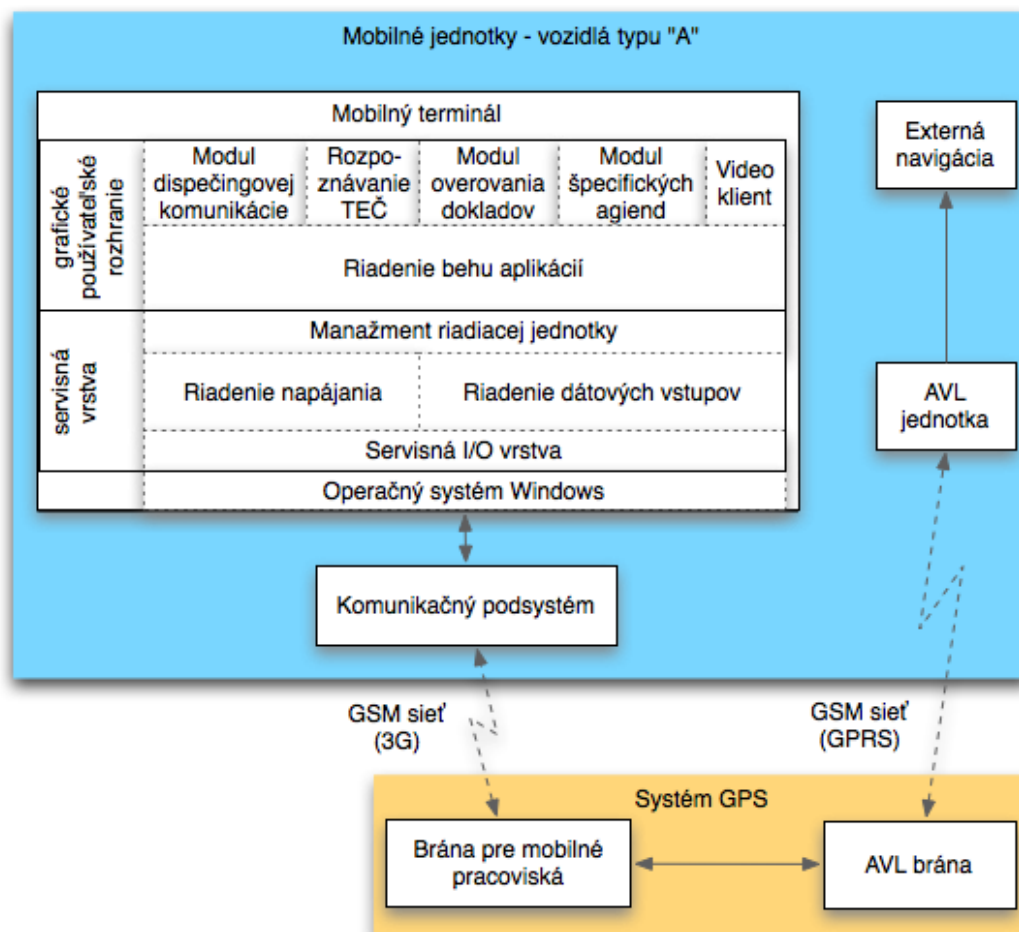 Mobilné jednotky - vozidlá typu "A"
Mobilný terminál
grafické
používateľské
rozhranie
Modul
dispečingovej
komunikácie
Rozpo-
znávanie
TEČ
Modul
overovania
dokladov
Modul
špecifických
agiend
Video
klient
Riadenie behu aplikácií
servisná
vrstva
Manažment riadiacej jednotky
Riadenie napájania
Riadenie dátových vstupov
Servisná I/O vrstva
Operačný systém Windows
Externá
navigácia
AVL
jednotka
Komunikačný podsystém
GSM sieť
(3G)
GSM sieť
(GPRS)
Systém GPS
Brána pre mobilné
pracoviská
AVL brána